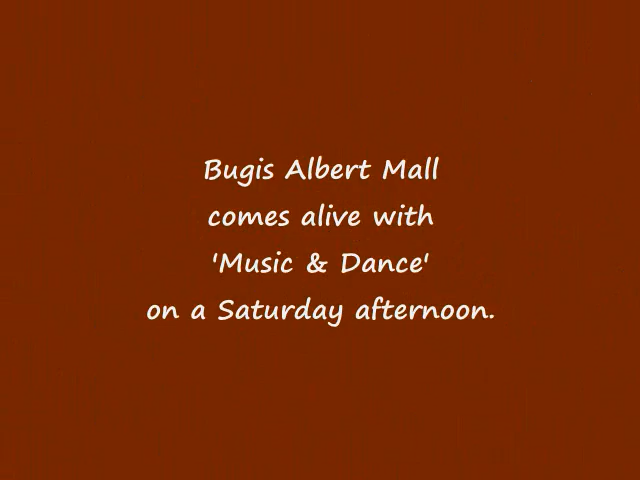 Bugis Albert Mall
comes alive with
'Music & Dance'
on a Saturday afternoon.